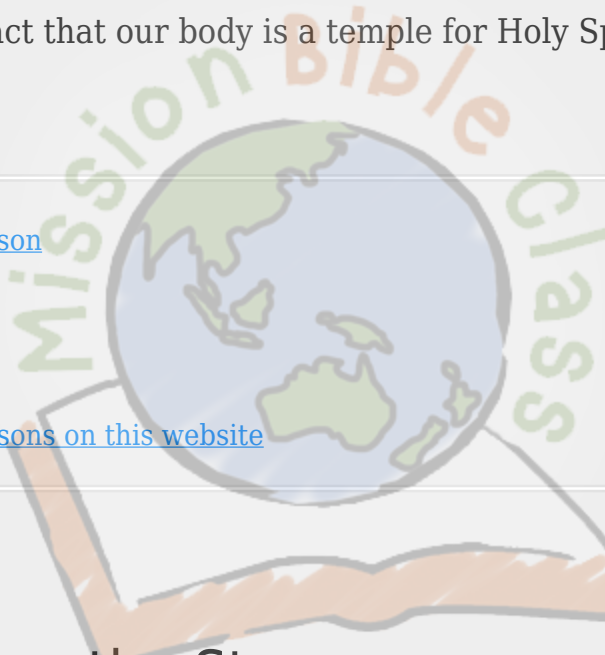 act that our body is a temple for Holy Sp
Mission Bible Class
son
sons on this website